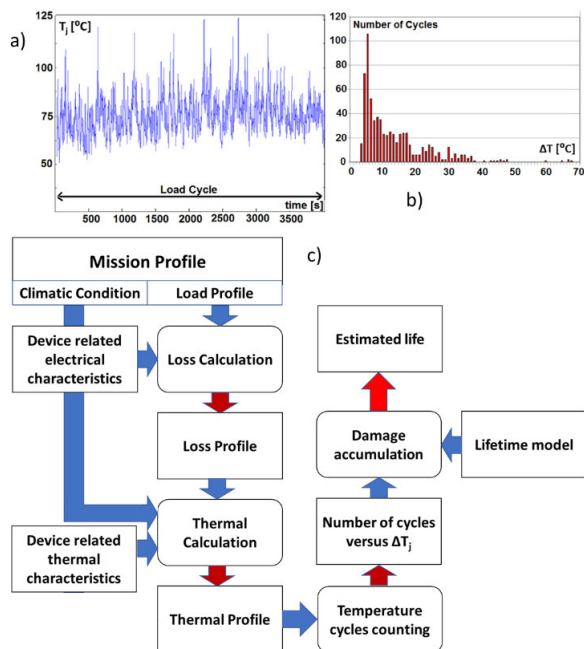 a)
Tj [ºC]
125
100
75
50
Load Cycle
time [s]
500 1000 1500 2000 2500 3000 3500
120
100
80
60
40
20
0
Number of Cycles
ΔT [ºC]
0 10 20 30 40 50 60 70
b)
c)
Mission Profile
Climatic Condition
Load Profile
Device related
electrical
characteristics
Loss Calculation
Loss Profile
Thermal
Calculation
Device related
thermal
characteristics
Thermal Profile
Estimated life
Damage
accumulation
Lifetime model
Number of cycles
versus ΔTj
Temperature
cycles counting